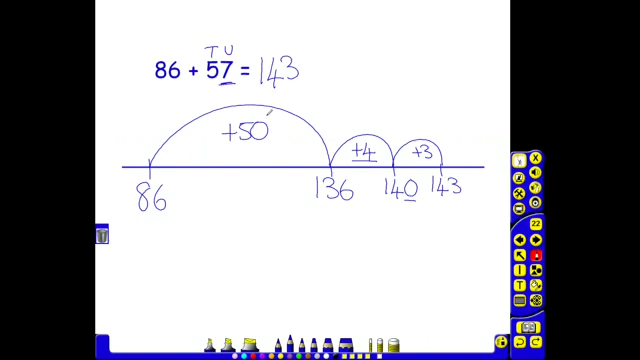 T U
86 + 57 = 143
+50 +4 +3
86 136 140 143
22
T